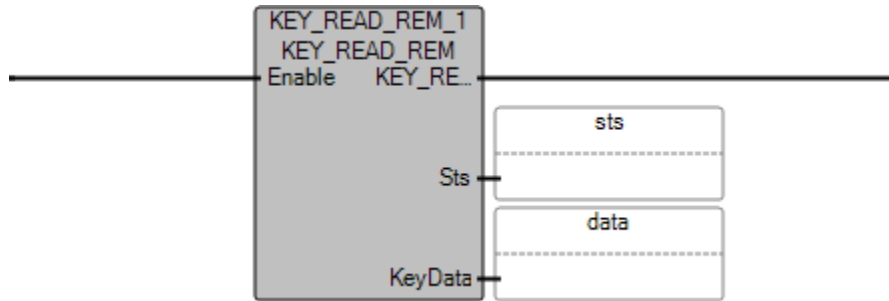 KEY_READ_REM_1
KEY_READ_REM
Enable KEY_RE...
sts
Sts
data
KeyData